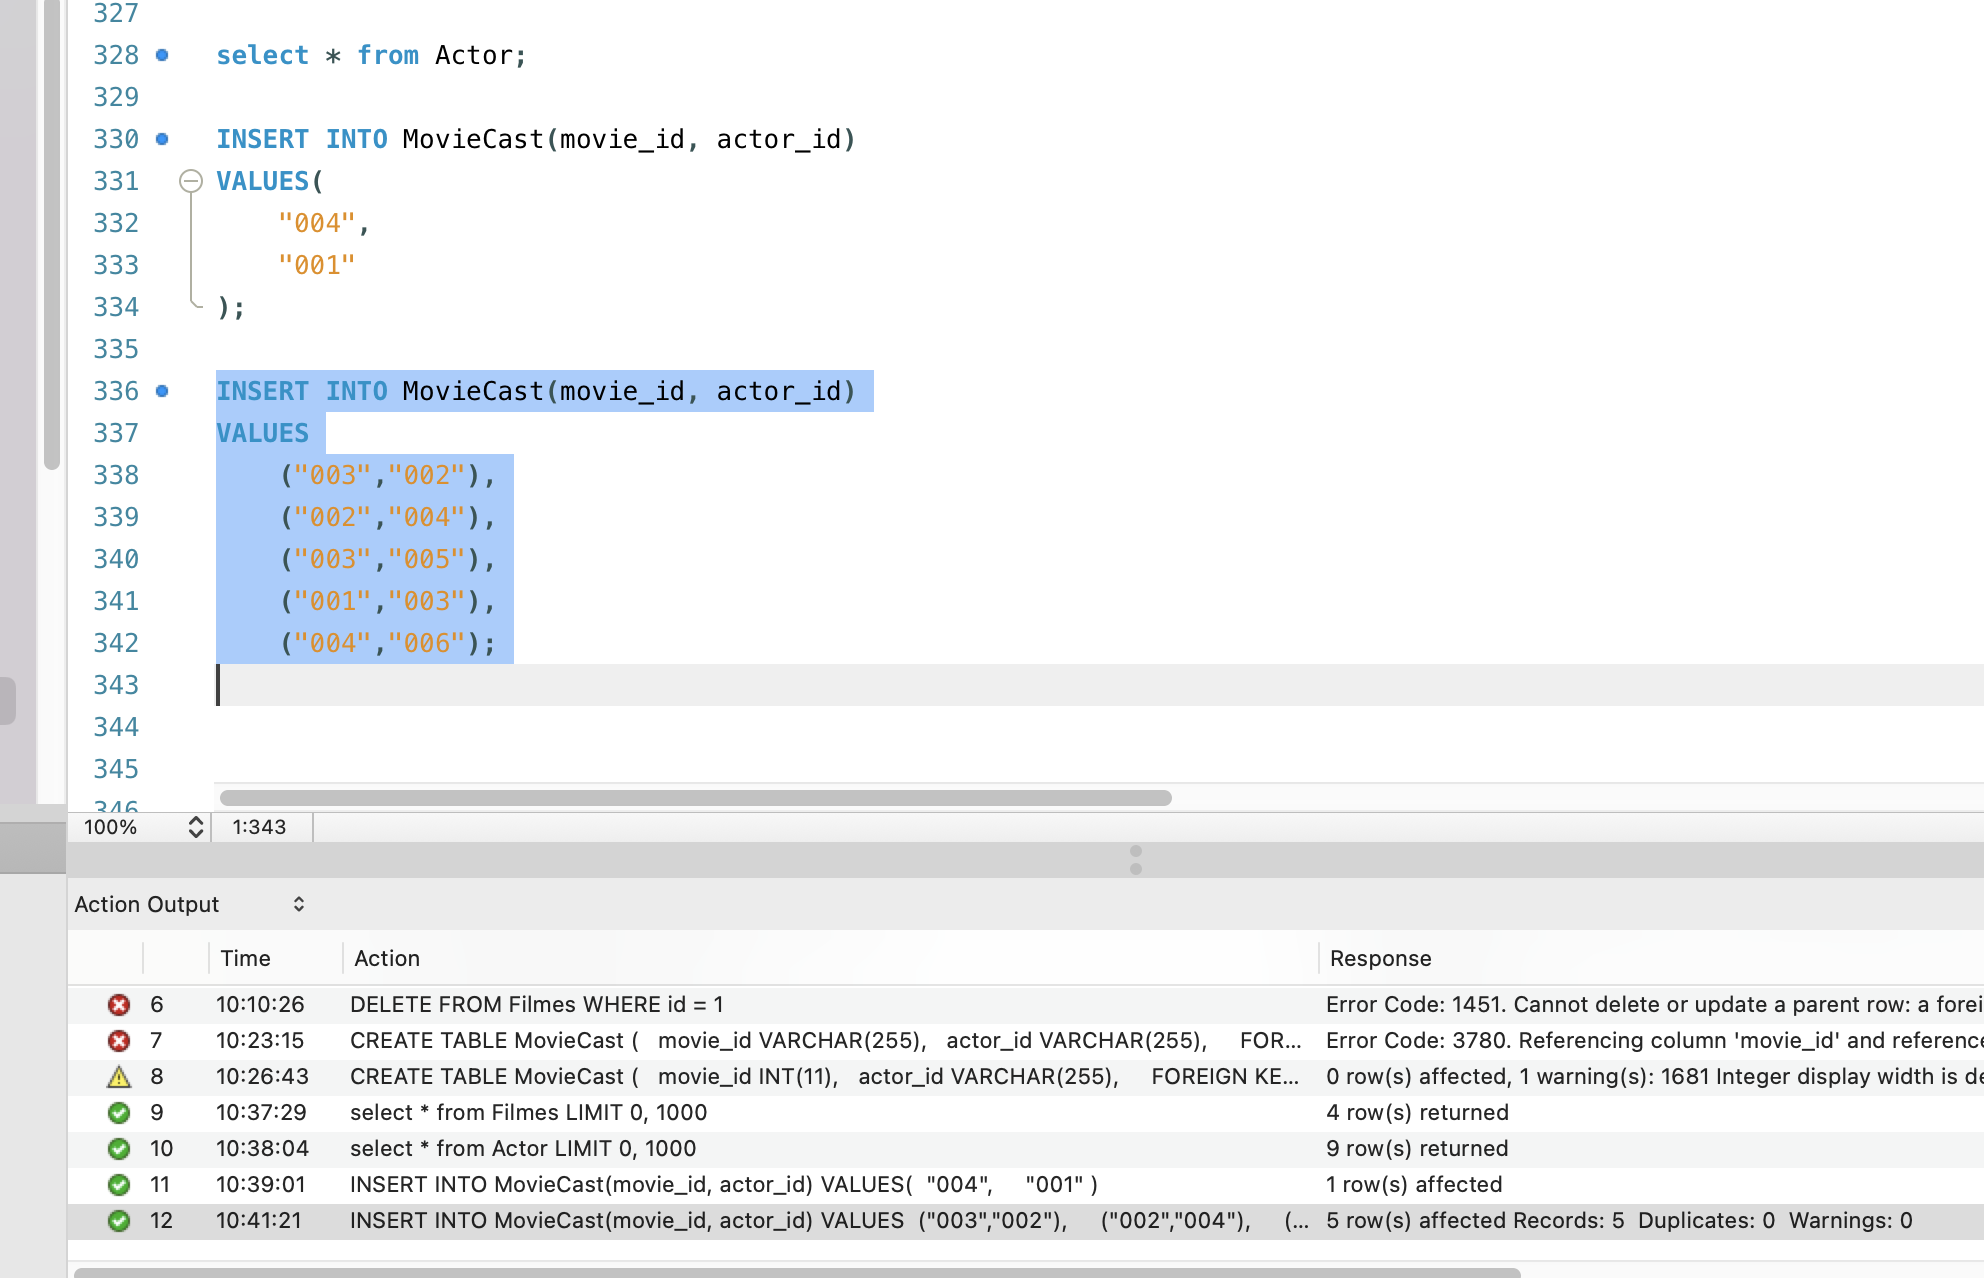 327
328 select * from Actor;
329
330 INSERT INTO MovieCast(movie_id, actor_id)
331 VALUES(
332 "004",
333 "001"
334 );
335
336 INSERT INTO MovieCast(movie_id, actor_id)
337 VALUES
338 ("003","002"),
339 ("002","004"),
340 ("003","005"),
341 ("001","003"),
342 ("004","006");
343
344
345
346
100% 1:343
Action Output
Time Action Response
6 10:10:26 DELETE FROM Filmes WHERE id = 1 Error Code: 1451. Cannot delete or update a parent row: a forei
7 10:23:15 CREATE TABLE MovieCast ( movie_id VARCHAR(255), actor_id VARCHAR(255), FOR... Error Code: 3780. Referencing column 'movie_id' and reference
8 10:26:43 CREATE TABLE MovieCast ( movie_id INT(11), actor_id VARCHAR(255), FOREIGN KE... 0 row(s) affected, 1 warning(s): 1681 Integer display width is de
9 10:37:29 select * from Filmes LIMIT 0, 1000 4 row(s) returned
10 10:38:04 select * from Actor LIMIT 0, 1000 9 row(s) returned
11 10:39:01 INSERT INTO MovieCast(movie_id, actor_id) VALUES( "004", "001" ) 1 row(s) affected
12 10:41:21 INSERT INTO MovieCast(movie_id, actor_id) VALUES ("003","002"), ("002","004"), (... 5 row(s) affected Records: 5 Duplicates: 0 Warnings: 0